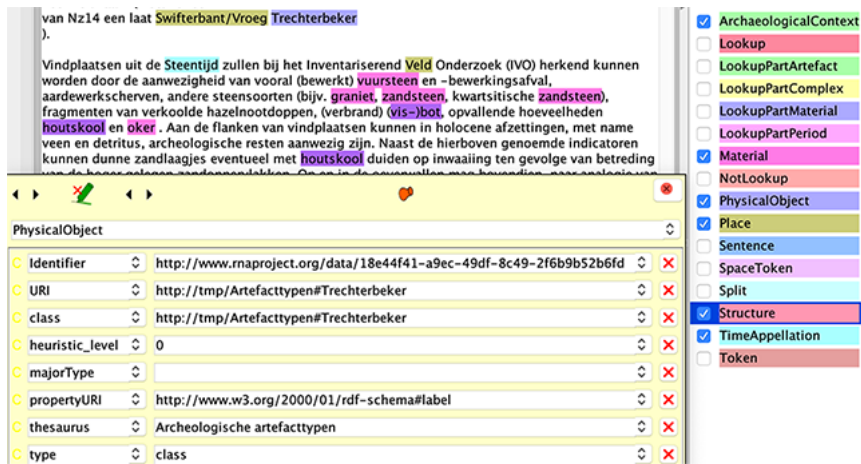 van Nz14 een laat Swifterbant/Vroeg Trechterbeker
).
Vindplaatsen uit de Steentijd zullen bij het Inventariserend Veld Onderzoek (IVO) herkend kunnen
worden door de aanwezigheid van vooral (bewerkt) vuursteen en -bewerkingsafval,
aardewerkscherven, andere steensoorten (bijv. graniet, zandsteen, kwartsitische zandsteen),
fragmenten van verkoolde hazelnootdoppen, (verbrand) (vis-)bot, opvallende hoeveelheden
houtskool en oker . Aan de flanken van vindplaatsen kunnen in holocene afzettingen, met name
veen en detritus, archeologische resten aanwezig zijn. Naast de hierboven genoemde indicatoren
kunnen dunne zandlaagjes eventueel met houtskool duiden op inwaaiing ten gevolge van betreding
PhysicalObject
C Identifier http://www.rnaproject.org/data/18e44f41-a9ec-49df-8c49-2f6b9b52b6fd
C URI http://tmp/Artefacttypen#Trechterbeker
C class http://tmp/Artefacttypen#Trechterbeker
C heuristic_level 0
C majorType
C propertyURI http://www.w3.org/2000/01/rdf-schema#label
C thesaurus Archeologische artefacttypen
C type class
ArchaeologicalContext
Lookup
LookupPartArtefact
LookupPartComplex
LookupPartMaterial
LookupPartPeriod
Material
NotLookup
PhysicalObject
Place
Sentence
SpaceToken
Split
Structure
TimeAppellation
Token